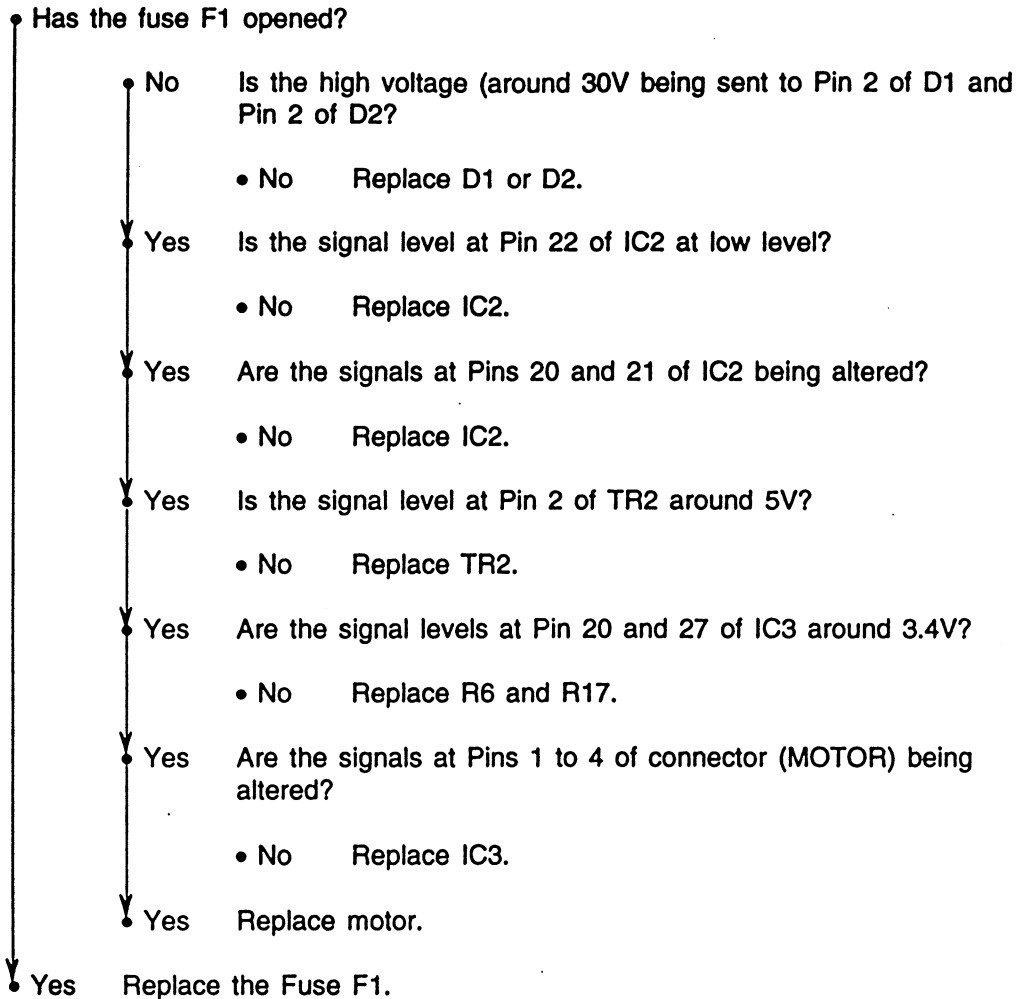 • Has the fuse F1 opened?
• No Is the high voltage (around 30V being sent to Pin 2 of D1 and
Pin 2 of D2?
• No Replace D1 or D2.
• Yes Is the signal level at Pin 22 of IC2 at low level?
• No Replace IC2.
• Yes Are the signals at Pins 20 and 21 of IC2 being altered?
• No Replace IC2.
• Yes Is the signal level at Pin 2 of TR2 around 5V?
• No Replace TR2.
• Yes Are the signal levels at Pin 20 and 27 of IC3 around 3.4V?
• No Replace R6 and R17.
• Yes Are the signals at Pins 1 to 4 of connector (MOTOR) being
altered?
• No Replace IC3.
• Yes Replace motor.
• Yes Replace the Fuse F1.